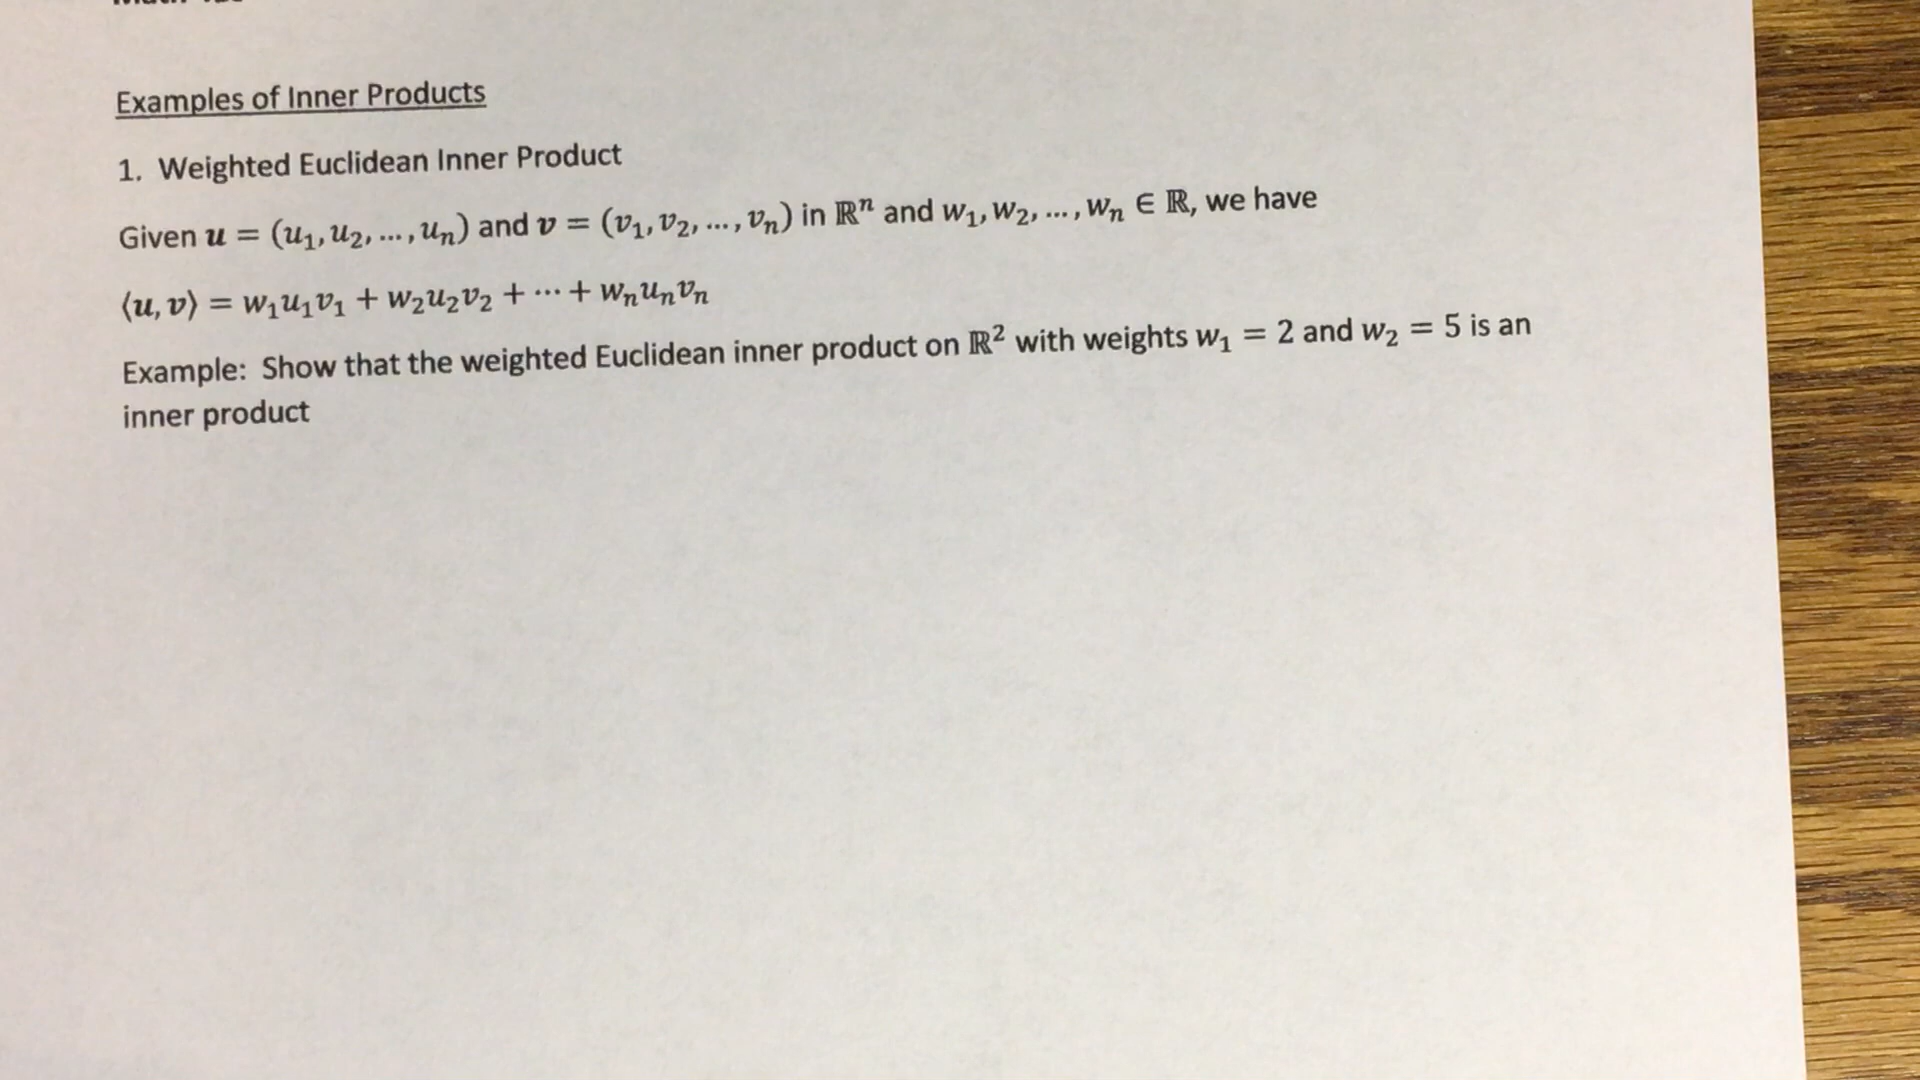 Examples of Inner Products
1. Weighted Euclidean Inner Product
Given u = (u₁, u₂, ..., uₙ) and v = (v₁, v₂, ..., vₙ) in ℝⁿ and w₁, w₂, ..., wₙ ∈ ℝ, we have
⟨u, v⟩ = w₁u₁v₁ + w₂u₂v₂ + ⋯ + wₙuₙvₙ
Example: Show that the weighted Euclidean inner product on ℝ² with weights w₁ = 2 and w₂ = 5 is an
inner product